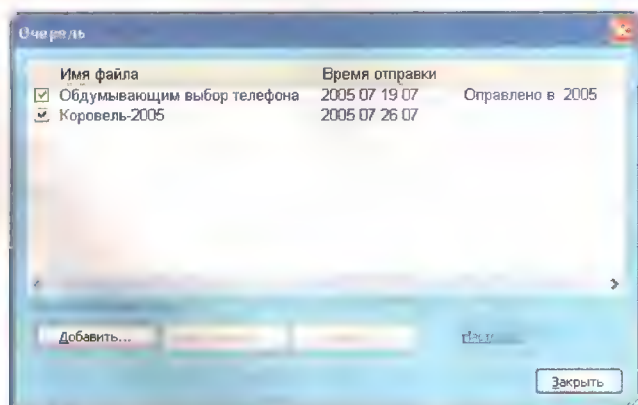 Очередь
Имя файла Время отправки
Обдумывающим выбор телефона 2005 07 19 07 Оправлено в 2005
Коровель-2005 2005 07 26 07
Добавить...
Закрыть